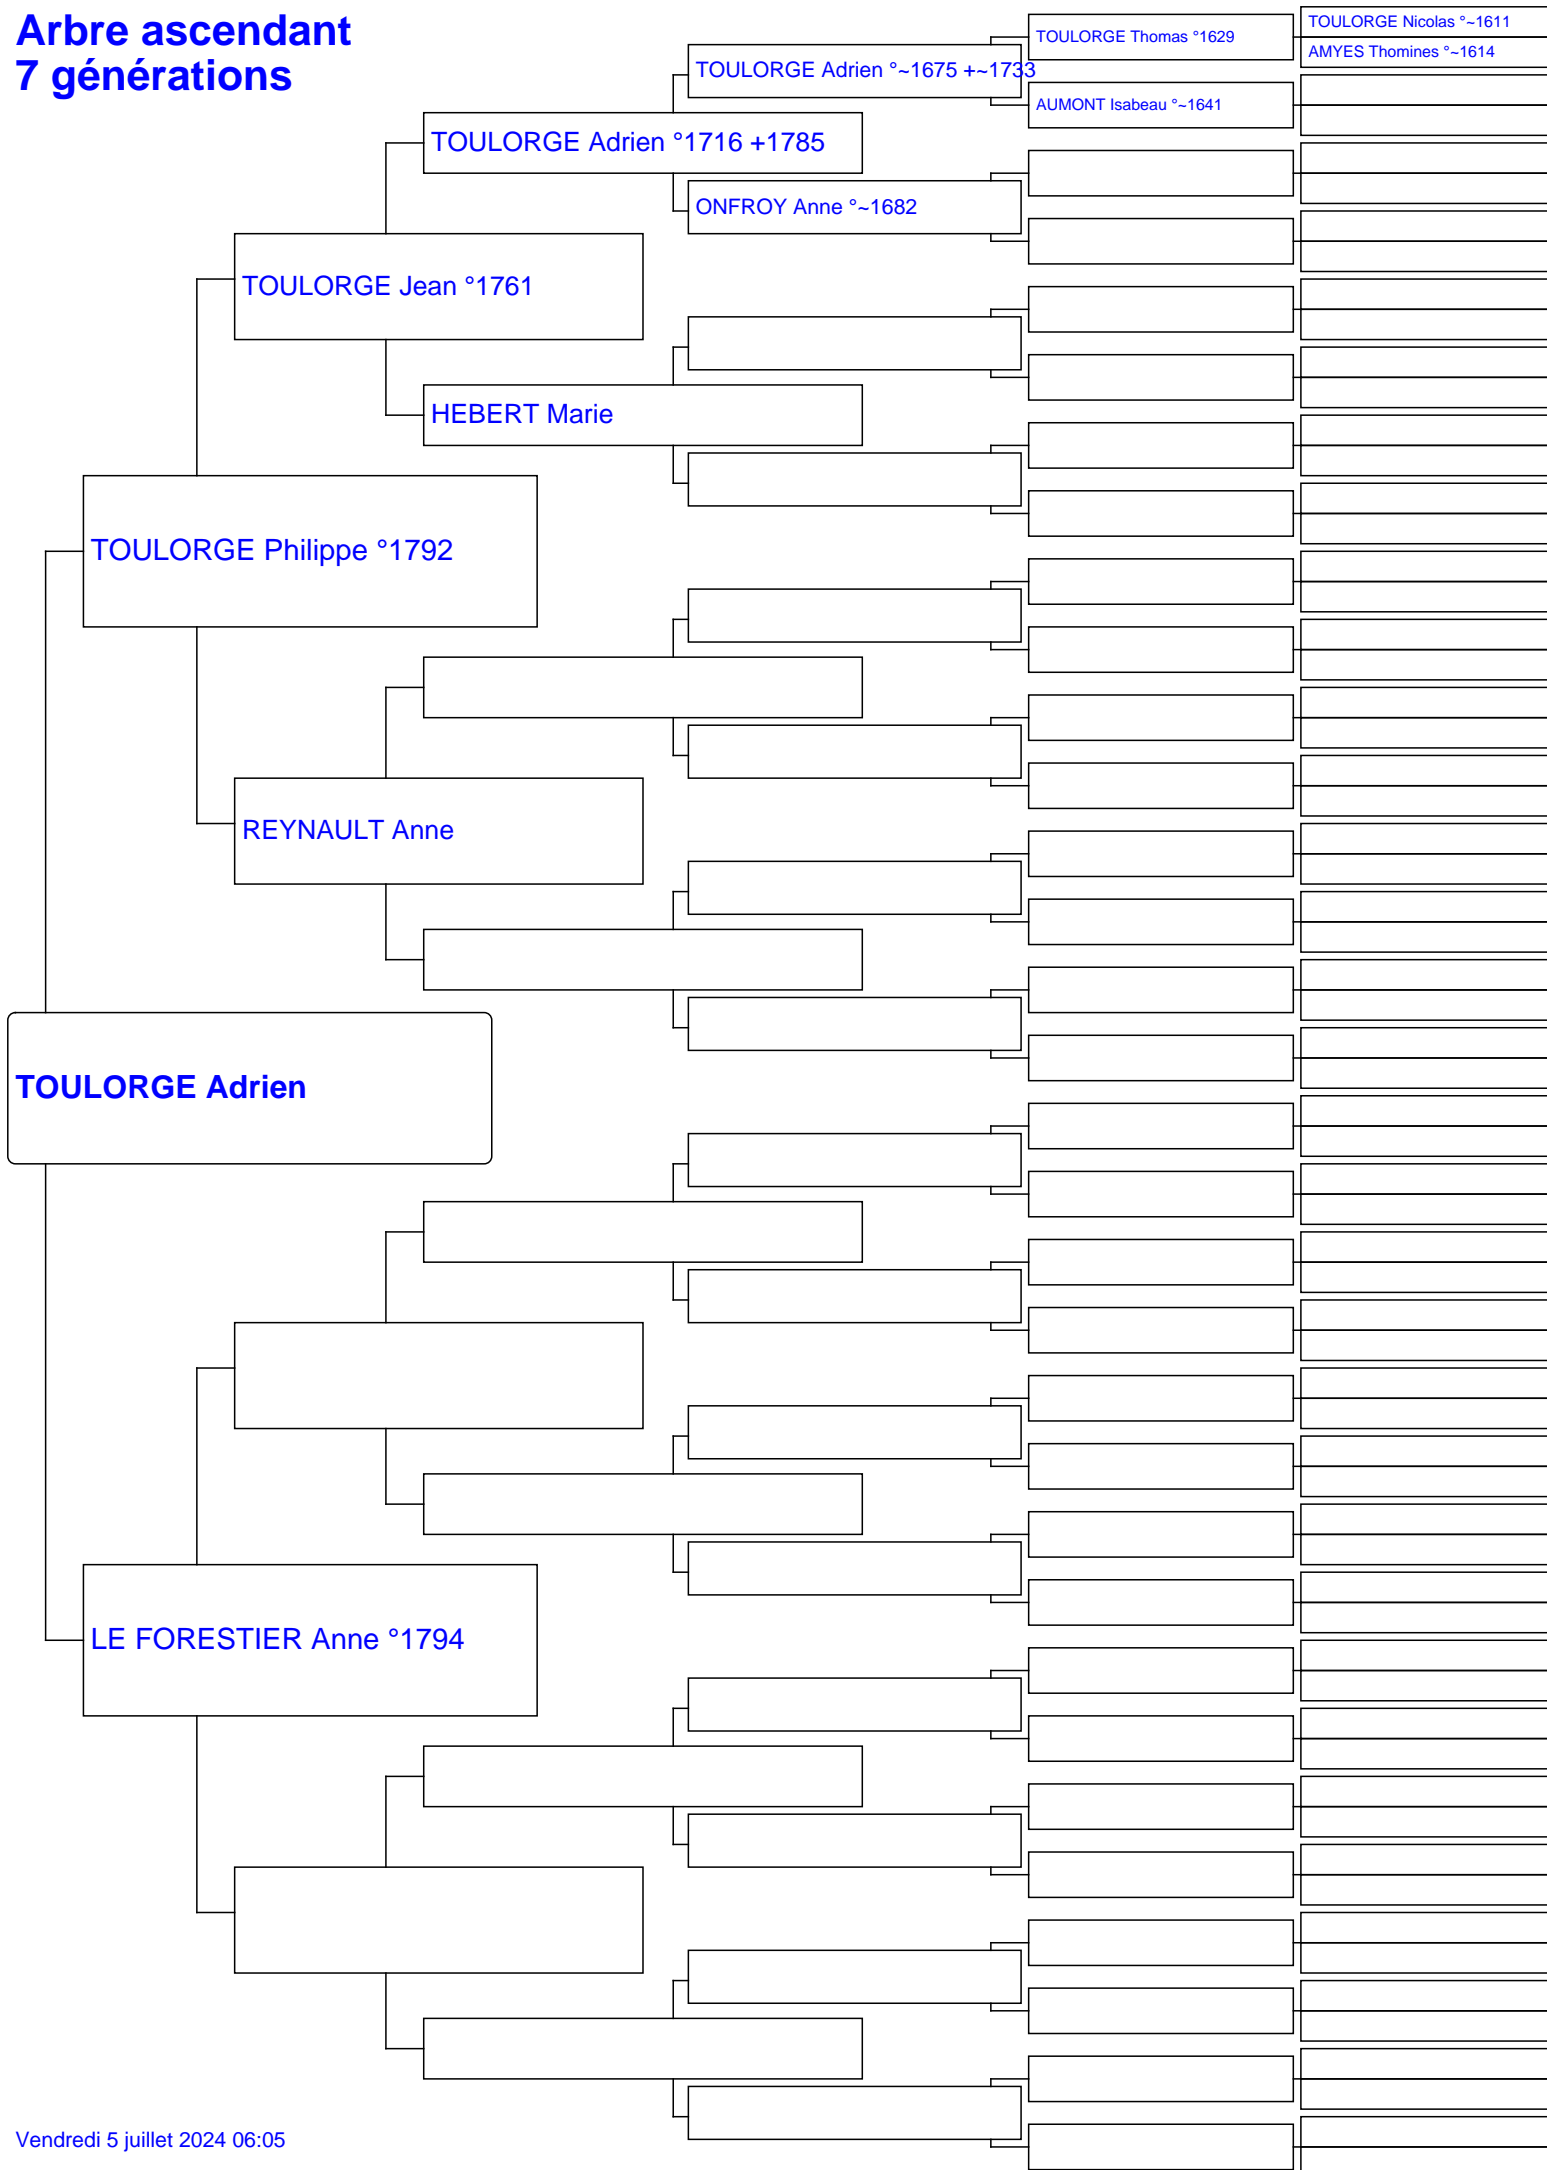 Arbre ascendant
7 générations
TOULORGE Nicolas °~1611
TOULORGE Thomas °1629
AMYES Thomines °~1614
TOULORGE Adrien °~1675 +~1733
AUMONT Isabeau °~1641
TOULORGE Adrien °1716 +1785
ONFROY Anne °~1682
TOULORGE Jean °1761
HEBERT Marie
TOULORGE Philippe °1792
REYNAULT Anne
TOULORGE Adrien
LE FORESTIER Anne °1794
Vendredi 5 juillet 2024 06:05